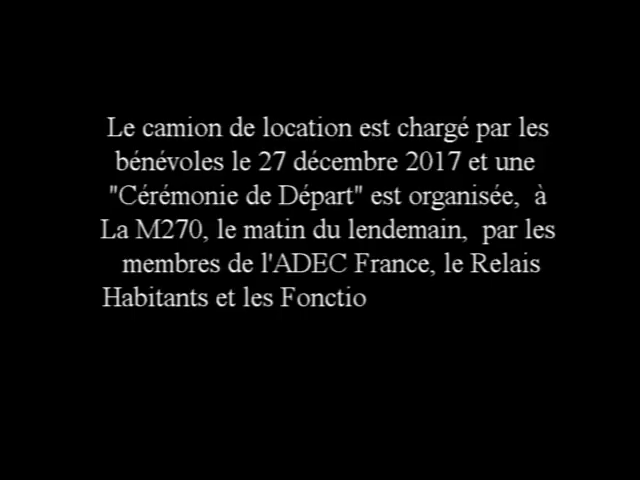 Le camion de location est chargé par les
bénévoles le 27 décembre 2017 et une
"Cérémonie de Départ" est organisée, à
La M270, le matin du lendemain, par les
membres de l'ADEC France, le Relais
Habitants et les Fonctio